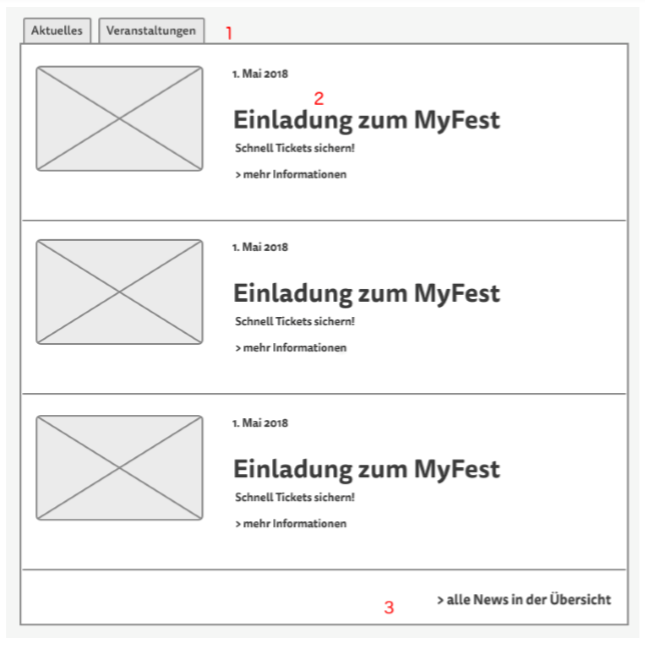 Aktuelles Veranstaltungen 1
1. Mai 2018
2
Einladung zum MyFest
Schnell Tickets sichern!
> mehr Informationen
1. Mai 2018
Einladung zum MyFest
Schnell Tickets sichern!
> mehr Informationen
1. Mai 2018
Einladung zum MyFest
Schnell Tickets sichern!
> mehr Informationen
> alle News in der Übersicht
3